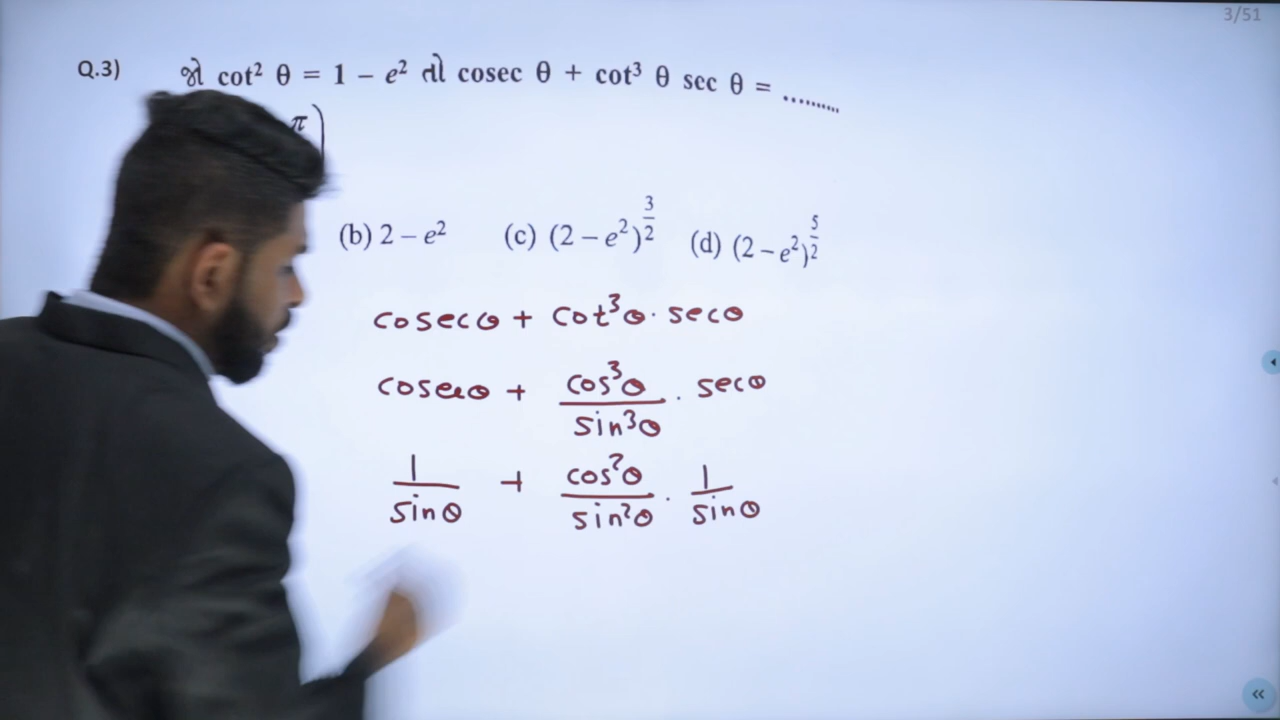 3/51
Q.3) જો cot² θ = 1 – e² તો cosec θ + cot³ θ sec θ = ..........
π )
(b) 2 – e² (c) (2 – e²)^(3/2) (d) (2 – e²)^(5/2)
cosecθ + cot³θ · secθ
cosecθ + cos³θ/sin³θ · secθ
1/sinθ + cos²θ/sin²θ · 1/sinθ